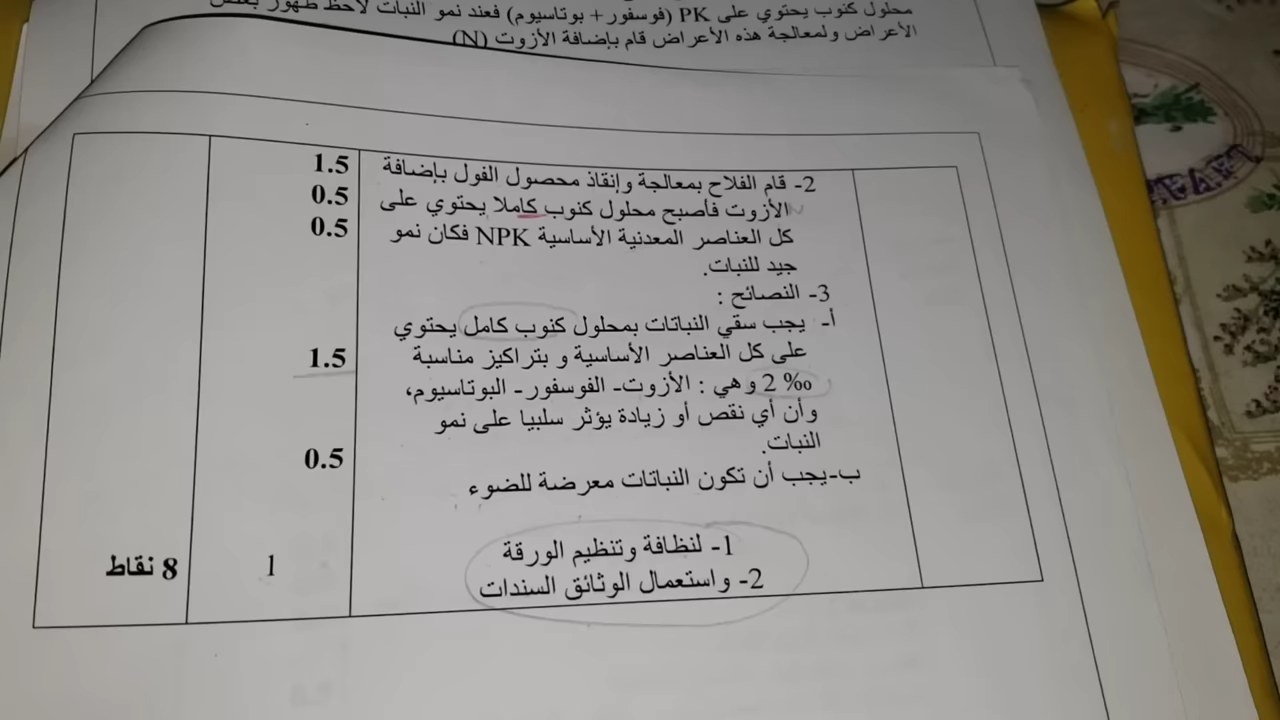 محلول كنوب يحتوي على PK (فوسفور + بوتاسيوم) فعند نمو النبات لاحظ ظهور بعض
الأعراض ولمعالجة هذه الأعراض قام بإضافة الأزوت (N)
2- قام الفلاح بمعالجة وإنقاذ محصول الفول بإضافة
1.5
الأزوت فأصبح محلول كنوب كاملا يحتوي على
0.5
كل العناصر المعدنية الأساسية NPK فكان نمو
0.5
جيد للنبات.
3- النصائح :
أ- يجب سقي النباتات بمحلول كنوب كامل يحتوي
على كل العناصر الأساسية و بتراكيز مناسبة
1.5
2 ‰ وهي : الأزوت- الفوسفور- البوتاسيوم،
وأن أي نقص أو زيادة يؤثر سلبيا على نمو
النبات.
0.5
ب-يجب أن تكون النباتات معرضة للضوء
1- لنظافة وتنظيم الورقة
1
8 نقاط
2- واستعمال الوثائق السندات